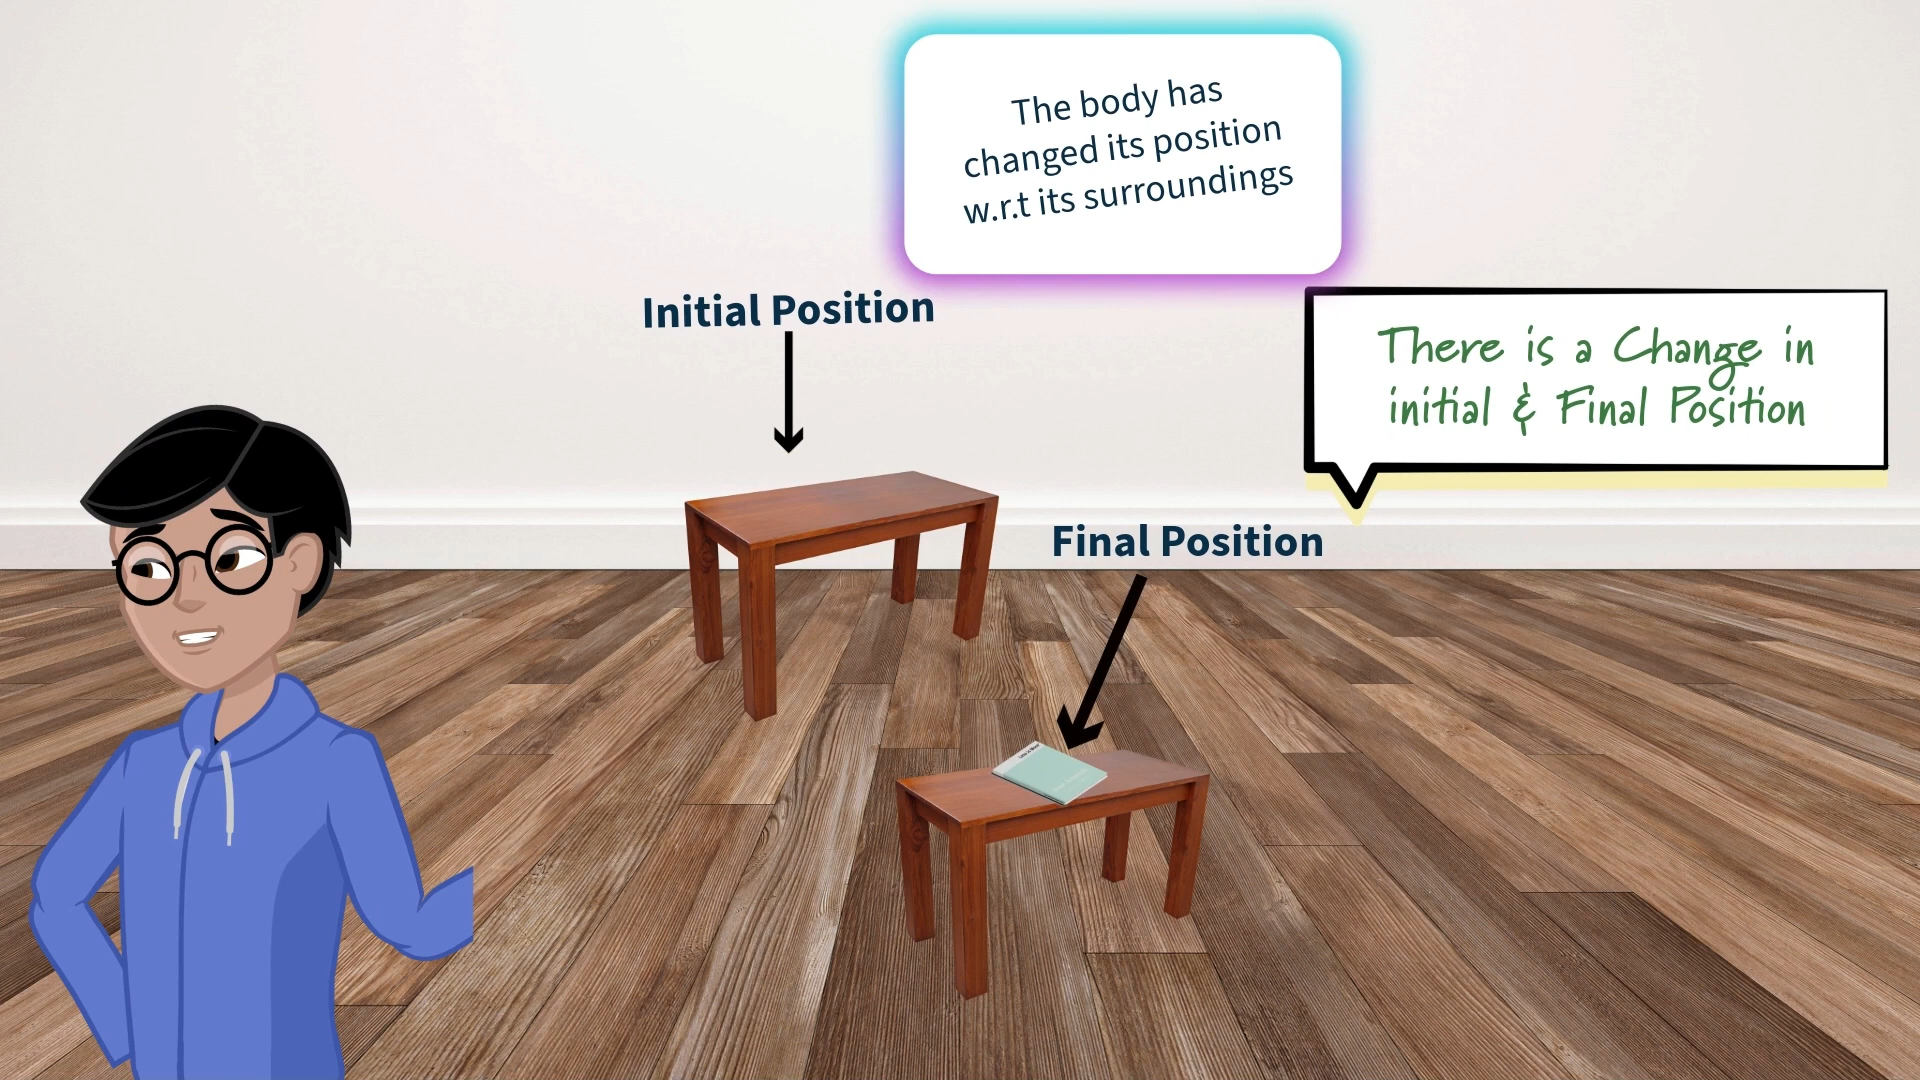 The body has
changed its position
w.r.t its surroundings
Initial Position
There is a Change in
initial & Final Position
Final Position